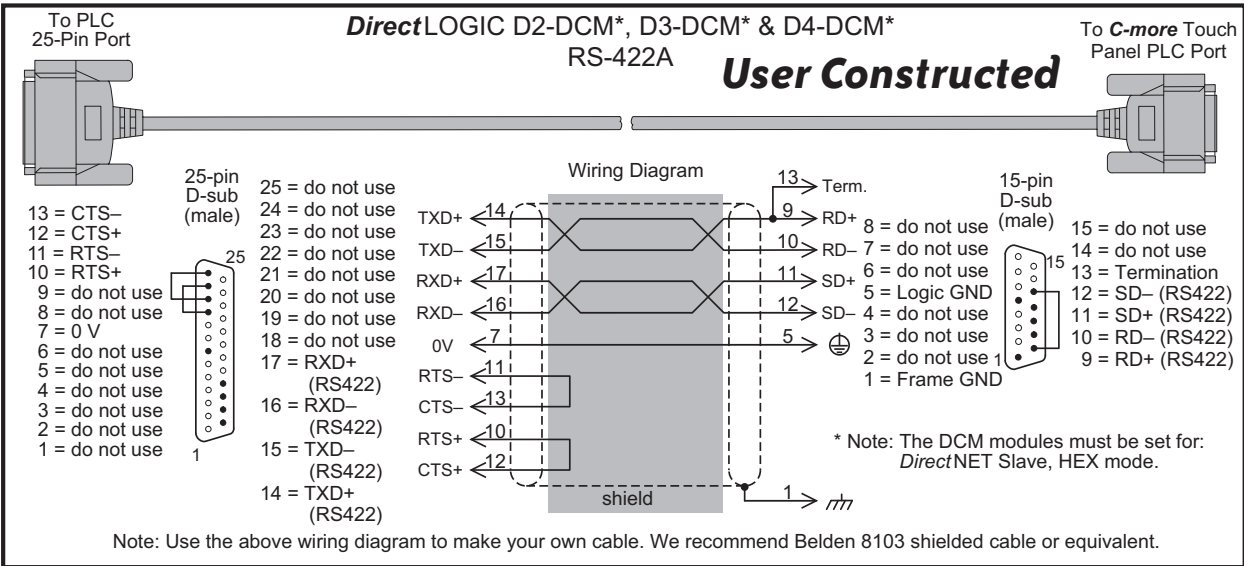 To PLC
25-Pin Port
DirectLOGIC D2-DCM*, D3-DCM* & D4-DCM*
RS-422A
User Constructed
To C-more Touch
Panel PLC Port
25-pin
D-sub
(male)
13 = CTS–
12 = CTS+
11 = RTS–
10 = RTS+
9 = do not use
8 = do not use
7 = 0 V
6 = do not use
5 = do not use
4 = do not use
3 = do not use
2 = do not use
1 = do not use
25
1
25 = do not use
24 = do not use
23 = do not use
22 = do not use
21 = do not use
20 = do not use
19 = do not use
18 = do not use
17 = RXD+
(RS422)
16 = RXD–
(RS422)
15 = TXD–
(RS422)
14 = TXD+
(RS422)
Wiring Diagram
13 Term.
TXD+ 14 9 RD+
TXD– 15 10 RD–
RXD+ 17 11 SD+
RXD– 16 12 SD–
0V 7 5
RTS– 11
CTS– 13
RTS+ 10
CTS+ 12
shield 1
15-pin
D-sub
(male)
8 = do not use
7 = do not use
6 = do not use
5 = Logic GND
4 = do not use
3 = do not use
2 = do not use
1 = Frame GND
15
1
15 = do not use
14 = do not use
13 = Termination
12 = SD– (RS422)
11 = SD+ (RS422)
10 = RD– (RS422)
9 = RD+ (RS422)
* Note: The DCM modules must be set for:
DirectNET Slave, HEX mode.
Note: Use the above wiring diagram to make your own cable. We recommend Belden 8103 shielded cable or equivalent.